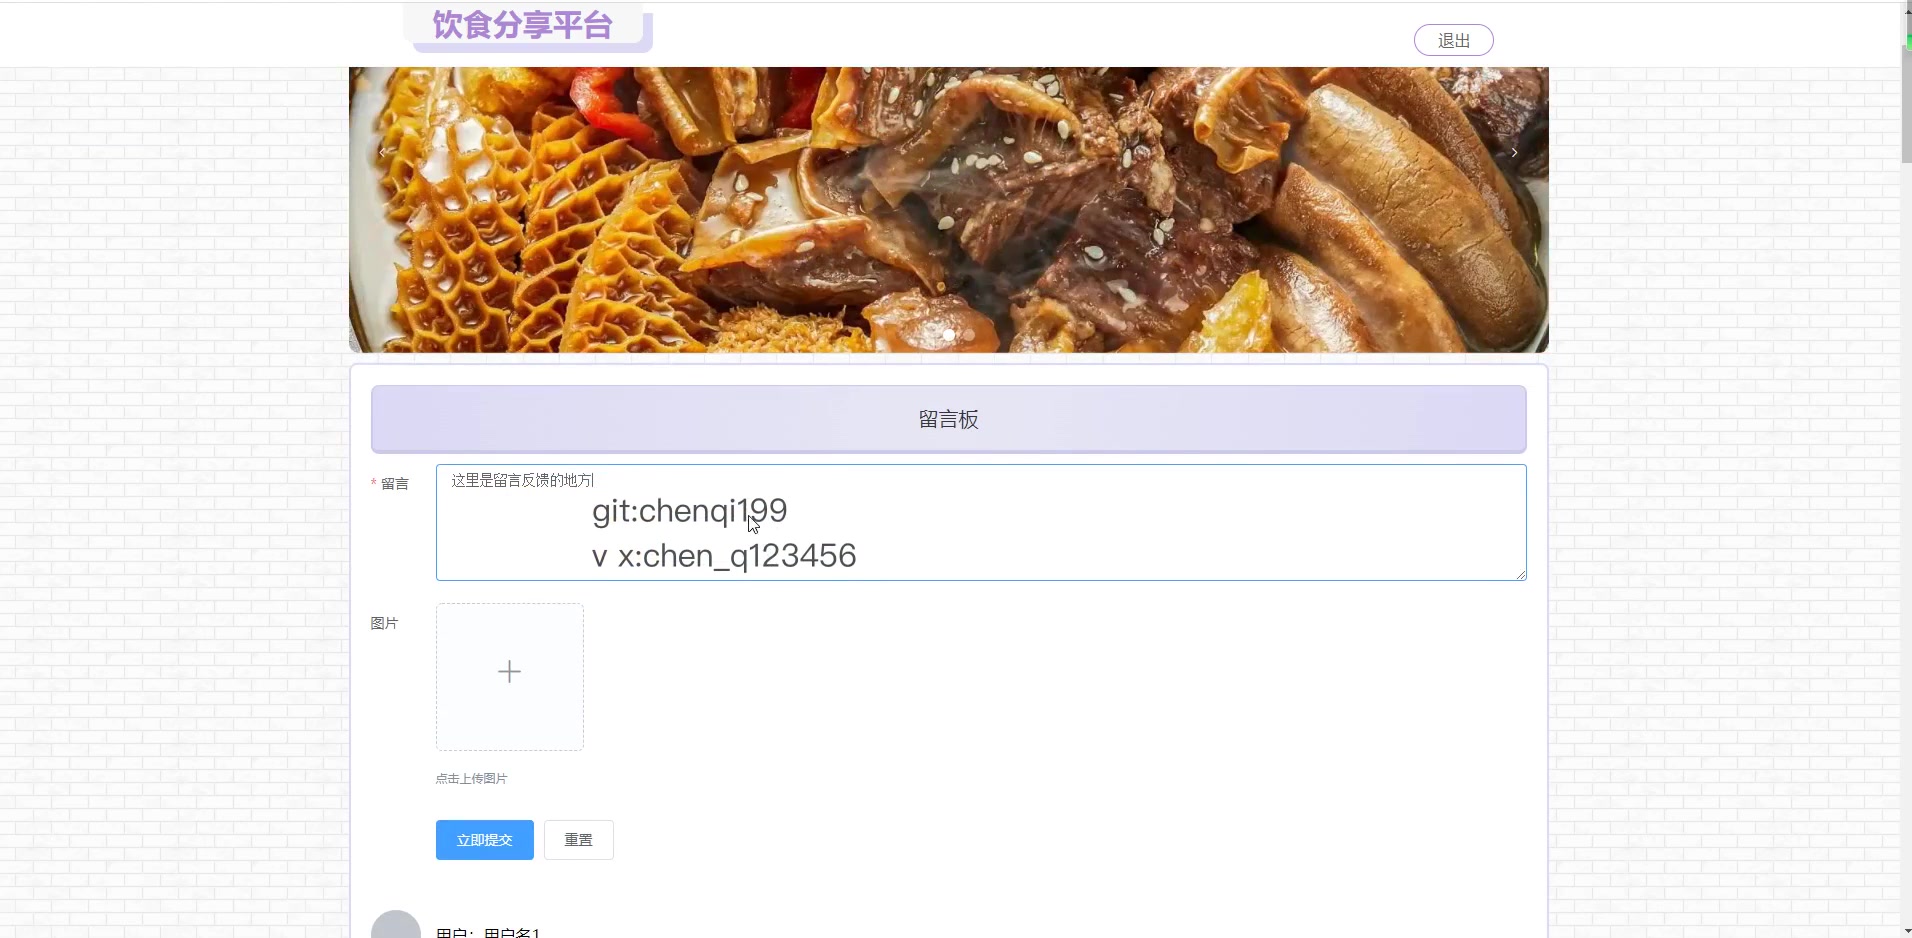 饮食分享平台
退出
留言板
* 留言
这里是留言反馈的地方
git:chenqi199
v x:chen_q123456
图片
点击上传图片
立即提交
重置
用户：用户名1